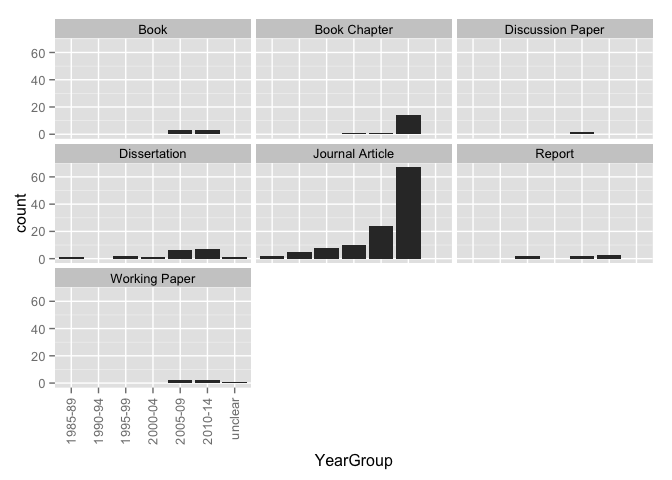 Book
Book Chapter
Discussion Paper
60
40
20
0
Dissertation
Journal Article
Report
60
40
20
0
count
Working Paper
60
40
20
0
1985-89
1990-94
1995-99
2000-04
2005-09
2010-14
unclear
YearGroup